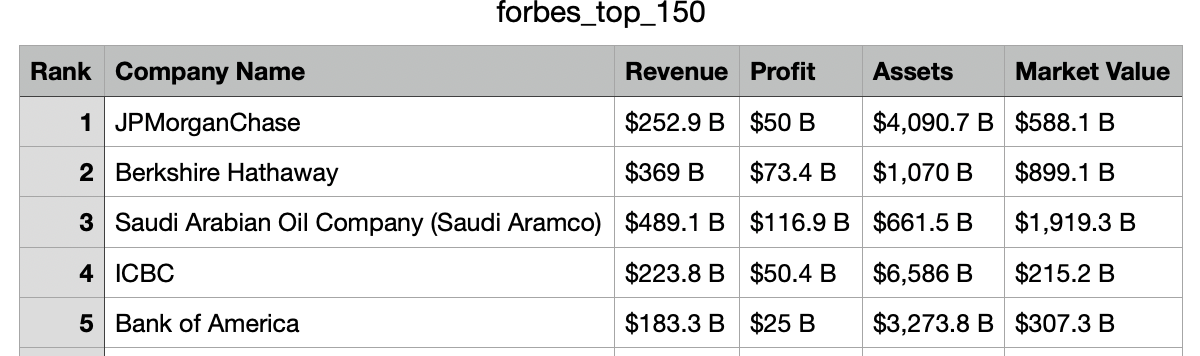 forbes_top_150
Rank Company Name Revenue Profit Assets Market Value
1 JPMorganChase $252.9 B $50 B $4,090.7 B $588.1 B
2 Berkshire Hathaway $369 B $73.4 B $1,070 B $899.1 B
3 Saudi Arabian Oil Company (Saudi Aramco) $489.1 B $116.9 B $661.5 B $1,919.3 B
4 ICBC $223.8 B $50.4 B $6,586 B $215.2 B
5 Bank of America $183.3 B $25 B $3,273.8 B $307.3 B